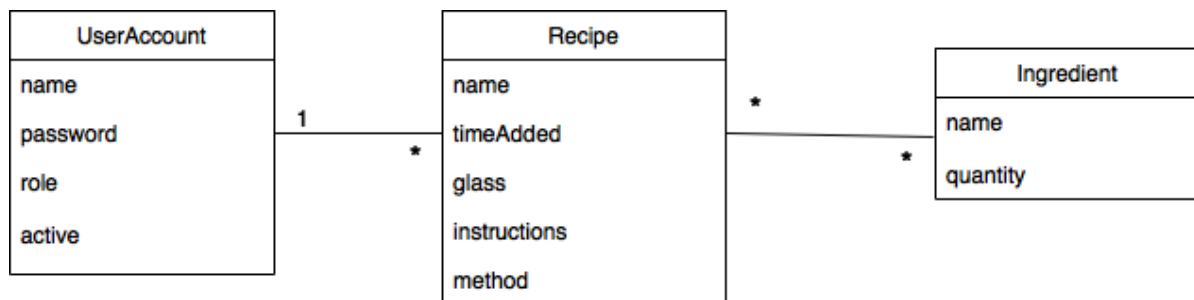 UserAccount
name
password
role
active
1
*
Recipe
name
timeAdded
glass
instructions
method
*
*
Ingredient
name
quantity